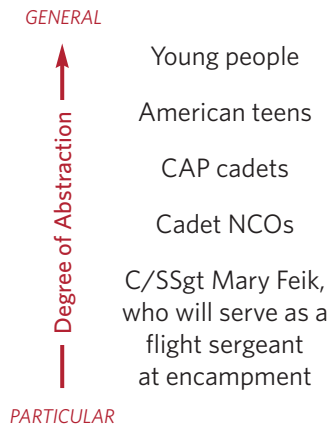 GENERAL
Young people
American teens
CAP cadets
Cadet NCOs
C/SSgt Mary Feik,
who will serve as a
flight sergeant
at encampment
Degree of Abstraction
PARTICULAR